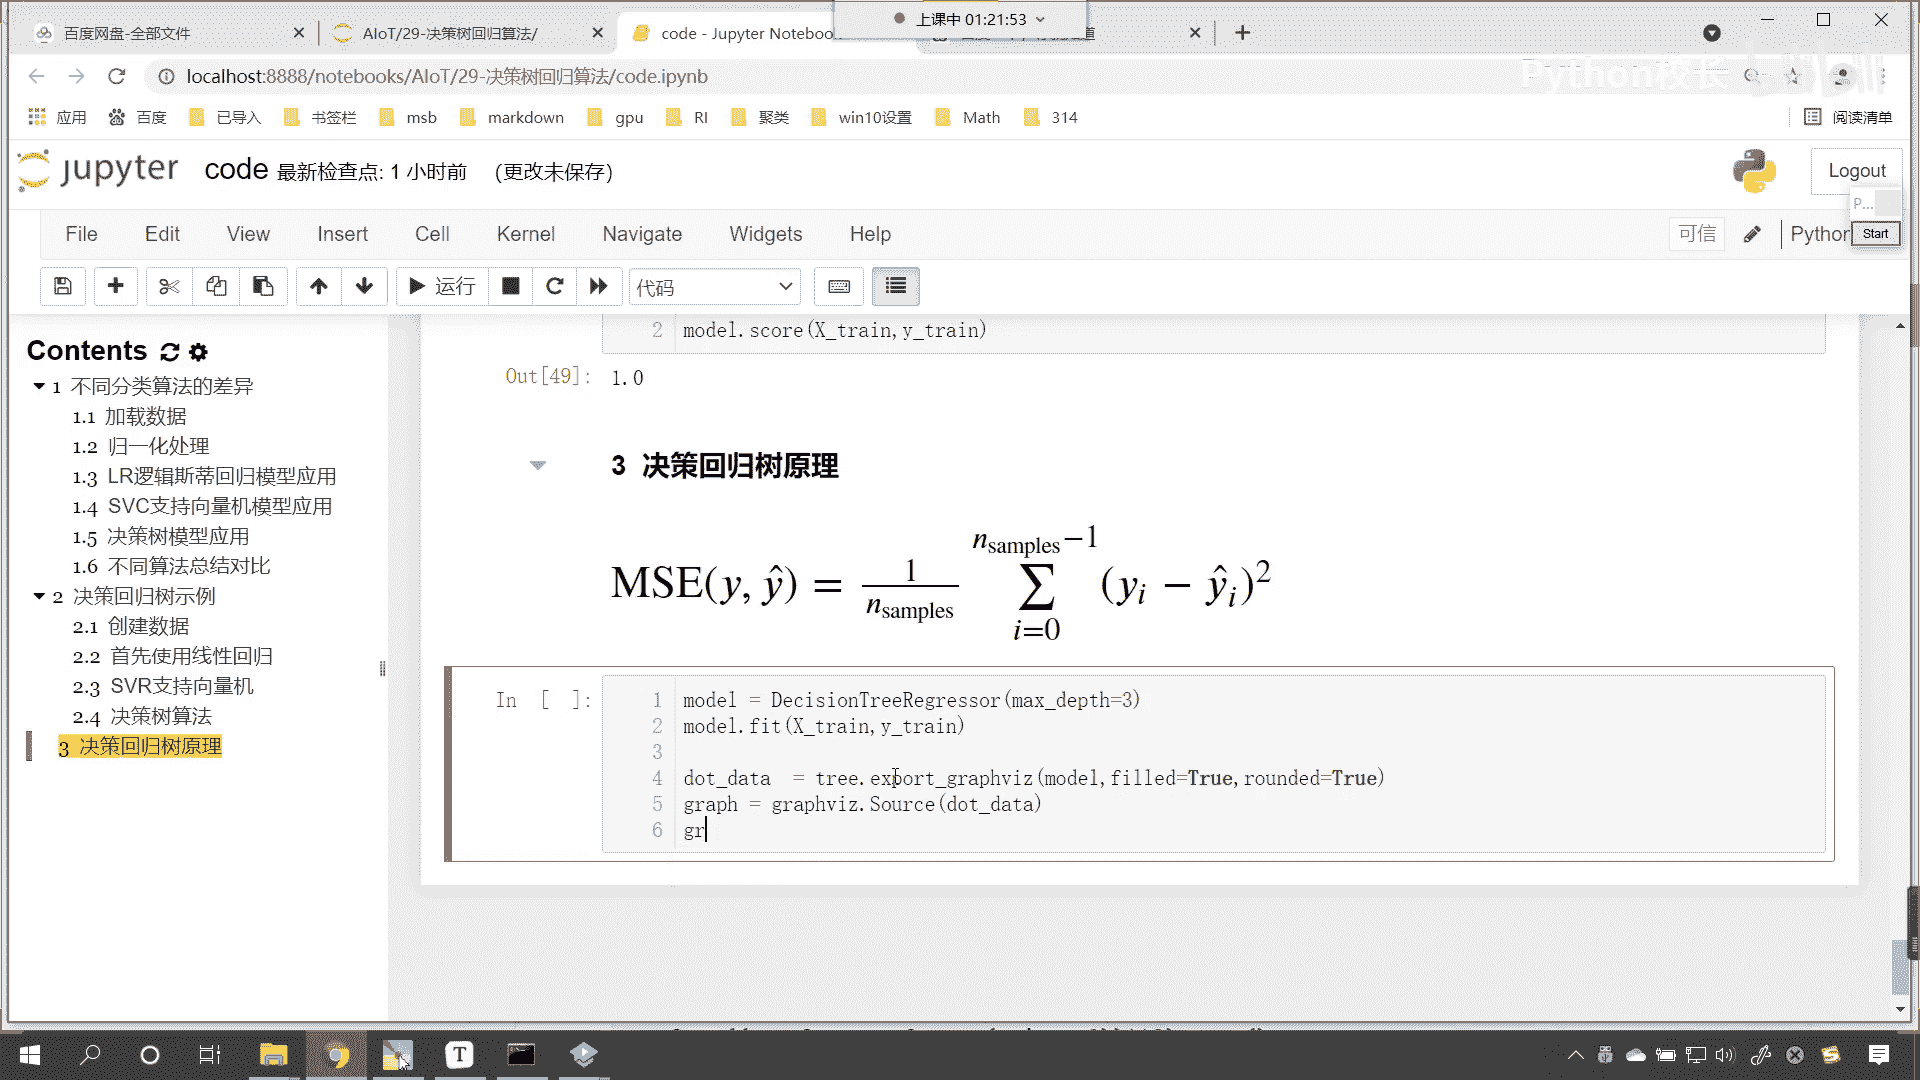 上课中 01:21:53
百度网盘-全部文件
AIoT/29-决策树回归算法/
code - Jupyter Noteboo
localhost:8888/notebooks/AIoT/29-决策树回归算法/code.ipynb
Python校长
应用 百度 已导入 书签栏 msb markdown gpu RI 聚类 win10设置 Math 314 阅读清单
jupyter code 最新检查点: 1 小时前 (更改未保存)
Logout
P...
File Edit View Insert Cell Kernel Navigate Widgets Help 可信 Python
Start
运行 代码
Contents
1 不同分类算法的差异
1.1 加载数据
1.2 归一化处理
1.3 LR逻辑斯蒂回归模型应用
1.4 SVC支持向量机模型应用
1.5 决策树模型应用
1.6 不同算法总结对比
2 决策回归树示例
2.1 创建数据
2.2 首先使用线性回归
2.3 SVR支持向量机
2.4 决策树算法
3 决策回归树原理
2 model.score(X_train,y_train)
Out[49]: 1.0
3 决策回归树原理
MSE(y, ŷ) = 1/n_samples ∑_{i=0}^{n_samples−1} (y_i − ŷ_i)²
In [ ]:
1 model = DecisionTreeRegressor(max_depth=3)
2 model.fit(X_train,y_train)
3
4 dot_data  = tree.export_graphviz(model,filled=True,rounded=True)
5 graph = graphviz.Source(dot_data)
6 gr